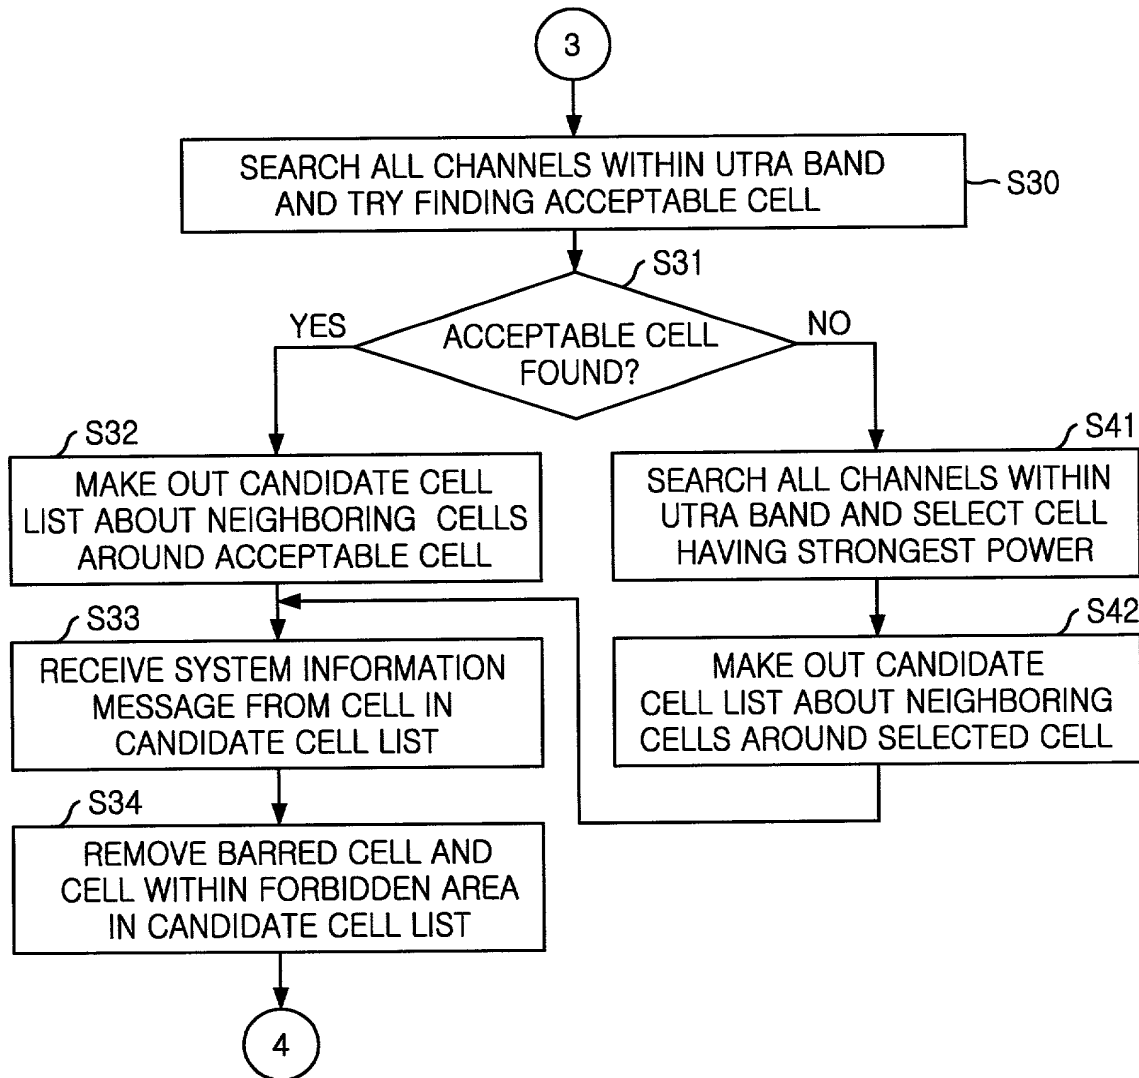 3
SEARCH ALL CHANNELS WITHIN UTRA BAND
AND TRY FINDING ACCEPTABLE CELL
S30
S31
YES
ACCEPTABLE CELL
FOUND?
NO
S32
MAKE OUT CANDIDATE CELL
LIST ABOUT NEIGHBORING CELLS
AROUND ACCEPTABLE CELL
S41
SEARCH ALL CHANNELS WITHIN
UTRA BAND AND SELECT CELL
HAVING STRONGEST POWER
S33
RECEIVE SYSTEM INFORMATION
MESSAGE FROM CELL IN
CANDIDATE CELL LIST
S42
MAKE OUT CANDIDATE
CELL LIST ABOUT NEIGHBORING
CELLS AROUND SELECTED CELL
S34
REMOVE BARRED CELL AND
CELL WITHIN FORBIDDEN AREA
IN CANDIDATE CELL LIST
4